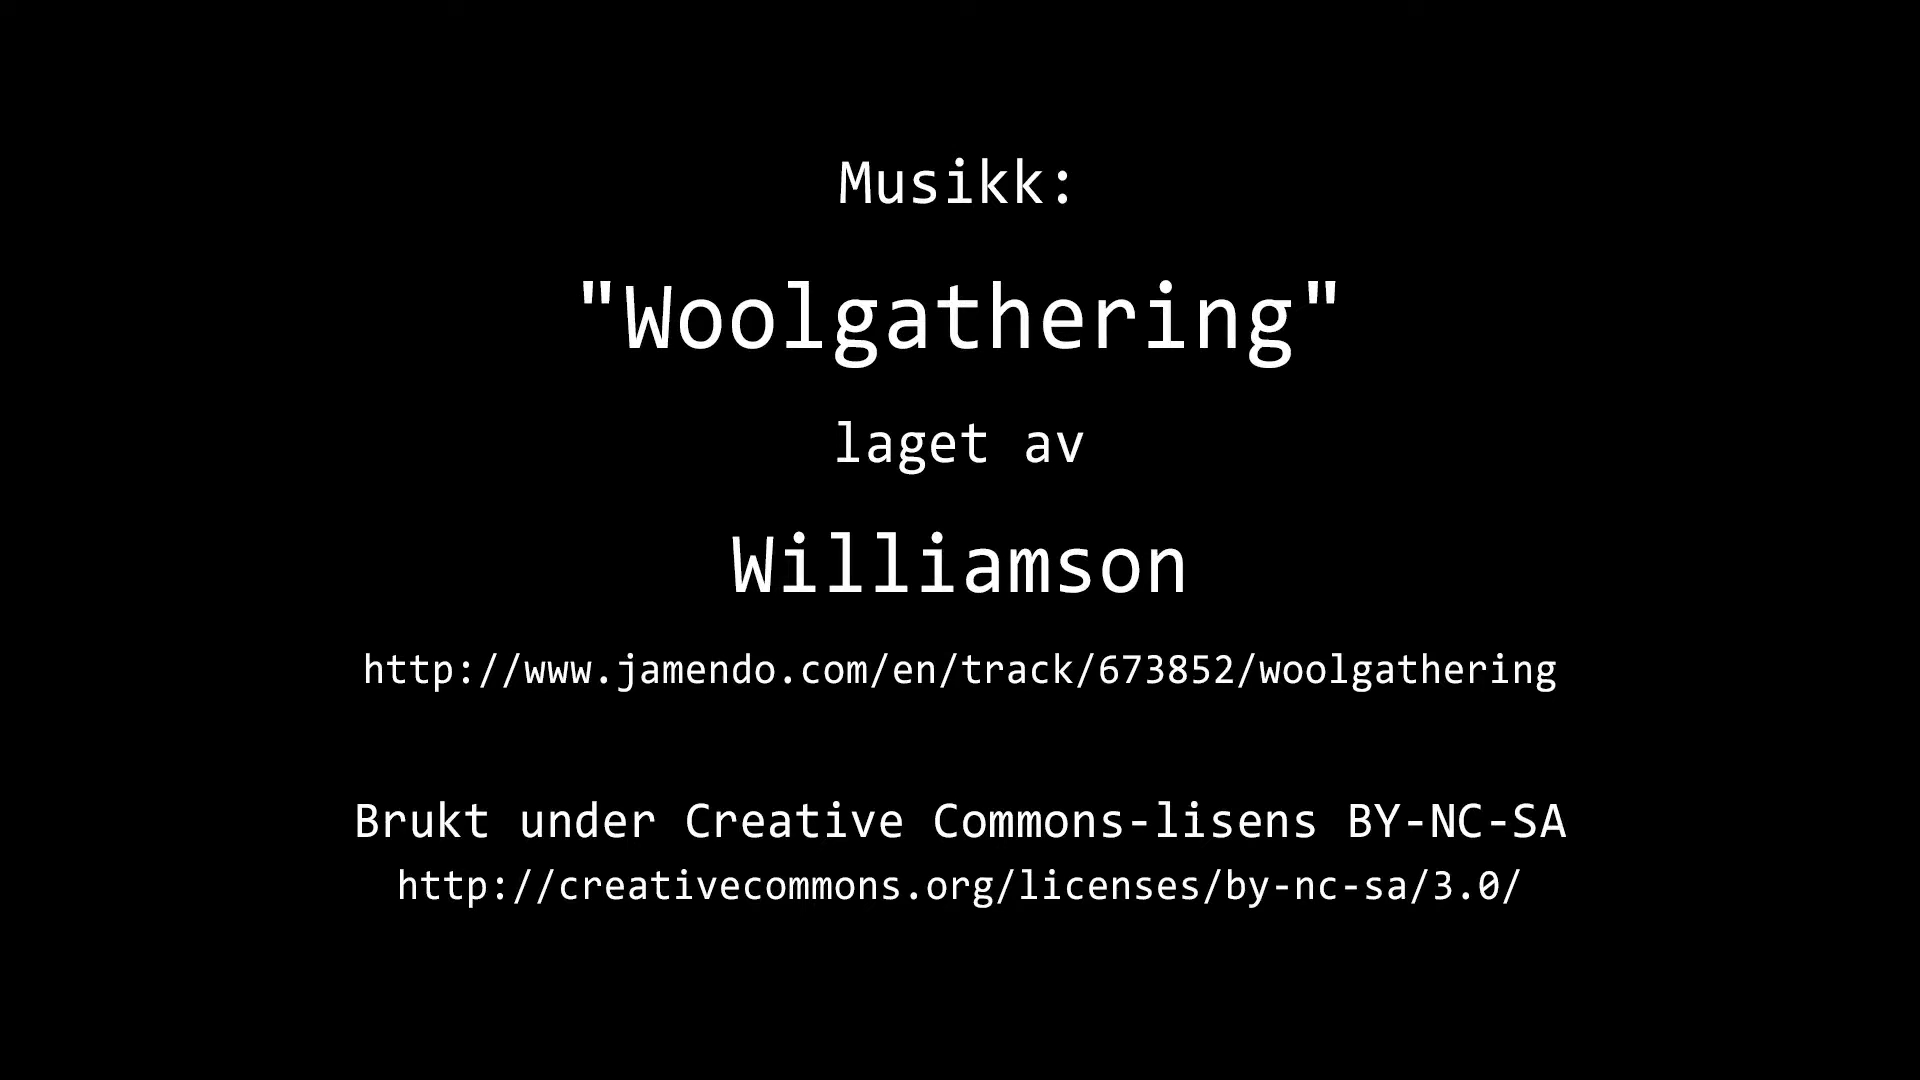 Musikk:
"Woolgathering"
laget av
Williamson
http://www.jamendo.com/en/track/673852/woolgathering
Brukt under Creative Commons-lisens BY-NC-SA
http://creativecommons.org/licenses/by-nc-sa/3.0/